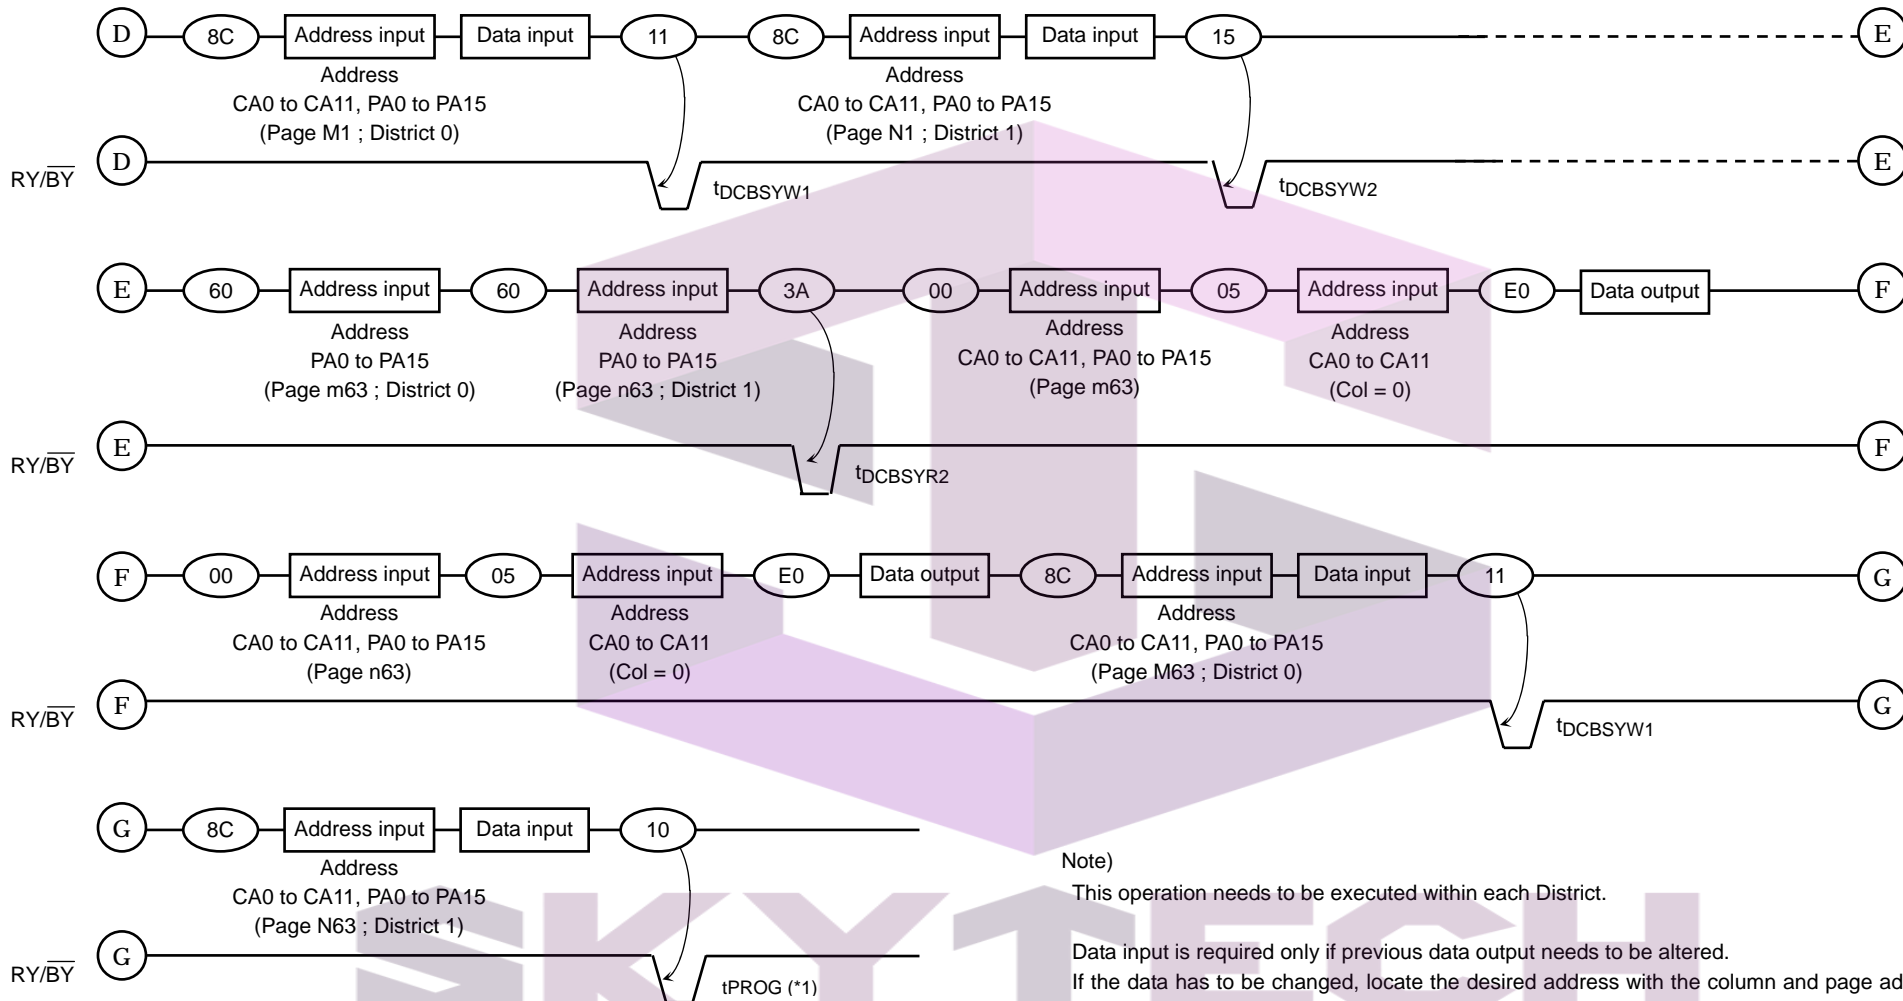 D 8C Address input Data input 11 8C Address input Data input 15 E
Address Address
CA0 to CA11, PA0 to PA15 CA0 to CA11, PA0 to PA15
(Page M1 ; District 0) (Page N1 ; District 1)
RY/BY D tDCBSYW1 tDCBSYW2 E
E 60 Address input 60 Address input 3A 00 Address input 05 Address input E0 Data output F
Address Address Address Address
PA0 to PA15 PA0 to PA15 CA0 to CA11, PA0 to PA15 CA0 to CA11
(Page m63 ; District 0) (Page n63 ; District 1) (Page m63) (Col = 0)
RY/BY E tDCBSYR2 F
F 00 Address input 05 Address input E0 Data output 8C Address input Data input 11 G
Address Address Address
CA0 to CA11, PA0 to PA15 CA0 to CA11 CA0 to CA11, PA0 to PA15
(Page n63) (Col = 0) (Page M63 ; District 0)
RY/BY F tDCBSYW1 G
G 8C Address input Data input 10
Address
CA0 to CA11, PA0 to PA15
(Page N63 ; District 1)
RY/BY G tPROG (*1)
Note)
This operation needs to be executed within each District.
Data input is required only if previous data output needs to be altered.
If the data has to be changed, locate the desired address with the column and page ad
SKYTECH